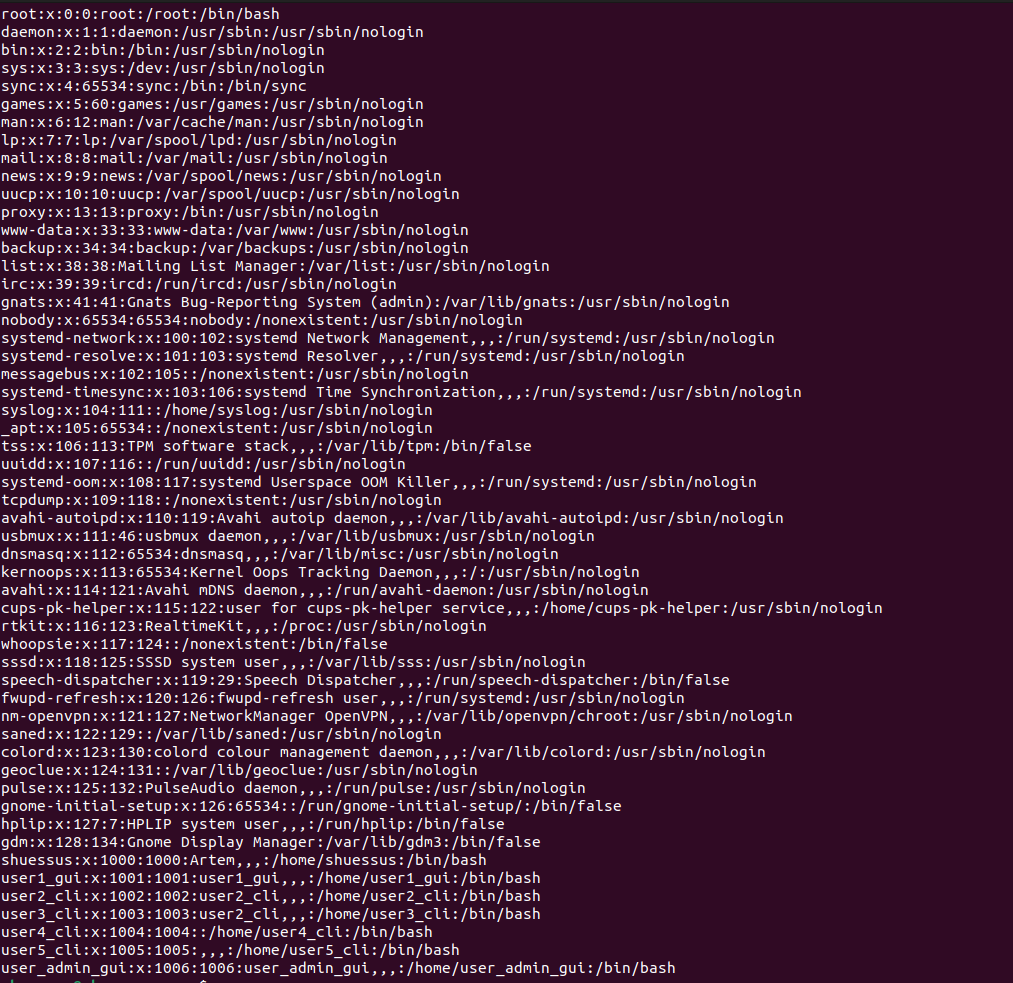 root:x:0:0:root:/root:/bin/bash
daemon:x:1:1:daemon:/usr/sbin:/usr/sbin/nologin
bin:x:2:2:bin:/bin:/usr/sbin/nologin
sys:x:3:3:sys:/dev:/usr/sbin/nologin
sync:x:4:65534:sync:/bin:/bin/sync
games:x:5:60:games:/usr/games:/usr/sbin/nologin
man:x:6:12:man:/var/cache/man:/usr/sbin/nologin
lp:x:7:7:lp:/var/spool/lpd:/usr/sbin/nologin
mail:x:8:8:mail:/var/mail:/usr/sbin/nologin
news:x:9:9:news:/var/spool/news:/usr/sbin/nologin
uucp:x:10:10:uucp:/var/spool/uucp:/usr/sbin/nologin
proxy:x:13:13:proxy:/bin:/usr/sbin/nologin
www-data:x:33:33:www-data:/var/www:/usr/sbin/nologin
backup:x:34:34:backup:/var/backups:/usr/sbin/nologin
list:x:38:38:Mailing List Manager:/var/list:/usr/sbin/nologin
irc:x:39:39:ircd:/run/ircd:/usr/sbin/nologin
gnats:x:41:41:Gnats Bug-Reporting System (admin):/var/lib/gnats:/usr/sbin/nologin
nobody:x:65534:65534:nobody:/nonexistent:/usr/sbin/nologin
systemd-network:x:100:102:systemd Network Management,,,:/run/systemd:/usr/sbin/nologin
systemd-resolve:x:101:103:systemd Resolver,,,:/run/systemd:/usr/sbin/nologin
messagebus:x:102:105::/nonexistent:/usr/sbin/nologin
systemd-timesync:x:103:106:systemd Time Synchronization,,,:/run/systemd:/usr/sbin/nologin
syslog:x:104:111::/home/syslog:/usr/sbin/nologin
_apt:x:105:65534::/nonexistent:/usr/sbin/nologin
tss:x:106:113:TPM software stack,,,:/var/lib/tpm:/bin/false
uuidd:x:107:116::/run/uuidd:/usr/sbin/nologin
systemd-oom:x:108:117:systemd Userspace OOM Killer,,,:/run/systemd:/usr/sbin/nologin
tcpdump:x:109:118::/nonexistent:/usr/sbin/nologin
avahi-autoipd:x:110:119:Avahi autoip daemon,,,:/var/lib/avahi-autoipd:/usr/sbin/nologin
usbmux:x:111:46:usbmux daemon,,,:/var/lib/usbmux:/usr/sbin/nologin
dnsmasq:x:112:65534:dnsmasq,,,:/var/lib/misc:/usr/sbin/nologin
kernoops:x:113:65534:Kernel Oops Tracking Daemon,,,:/:/usr/sbin/nologin
avahi:x:114:121:Avahi mDNS daemon,,,:/run/avahi-daemon:/usr/sbin/nologin
cups-pk-helper:x:115:122:user for cups-pk-helper service,,,:/home/cups-pk-helper:/usr/sbin/nologin
rtkit:x:116:123:RealtimeKit,,,:/proc:/usr/sbin/nologin
whoopsie:x:117:124::/nonexistent:/bin/false
sssd:x:118:125:SSSD system user,,,:/var/lib/sss:/usr/sbin/nologin
speech-dispatcher:x:119:29:Speech Dispatcher,,,:/run/speech-dispatcher:/bin/false
fwupd-refresh:x:120:126:fwupd-refresh user,,,:/run/systemd:/usr/sbin/nologin
nm-openvpn:x:121:127:NetworkManager OpenVPN,,,:/var/lib/openvpn/chroot:/usr/sbin/nologin
saned:x:122:129::/var/lib/saned:/usr/sbin/nologin
colord:x:123:130:colord colour management daemon,,,:/var/lib/colord:/usr/sbin/nologin
geoclue:x:124:131::/var/lib/geoclue:/usr/sbin/nologin
pulse:x:125:132:PulseAudio daemon,,,:/run/pulse:/usr/sbin/nologin
gnome-initial-setup:x:126:65534::/run/gnome-initial-setup/:/bin/false
hplip:x:127:7:HPLIP system user,,,:/run/hplip:/bin/false
gdm:x:128:134:Gnome Display Manager:/var/lib/gdm3:/bin/false
shuessus:x:1000:1000:Artem,,,:/home/shuessus:/bin/bash
user1_gui:x:1001:1001:user1_gui,,,:/home/user1_gui:/bin/bash
user2_cli:x:1002:1002:user2_cli,,,:/home/user2_cli:/bin/bash
user3_cli:x:1003:1003:user2_cli,,,:/home/user3_cli:/bin/bash
user4_cli:x:1004:1004::/home/user4_cli:/bin/bash
user5_cli:x:1005:1005:,,,:/home/user5_cli:/bin/bash
user_admin_gui:x:1006:1006:user_admin_gui,,,:/home/user_admin_gui:/bin/bash